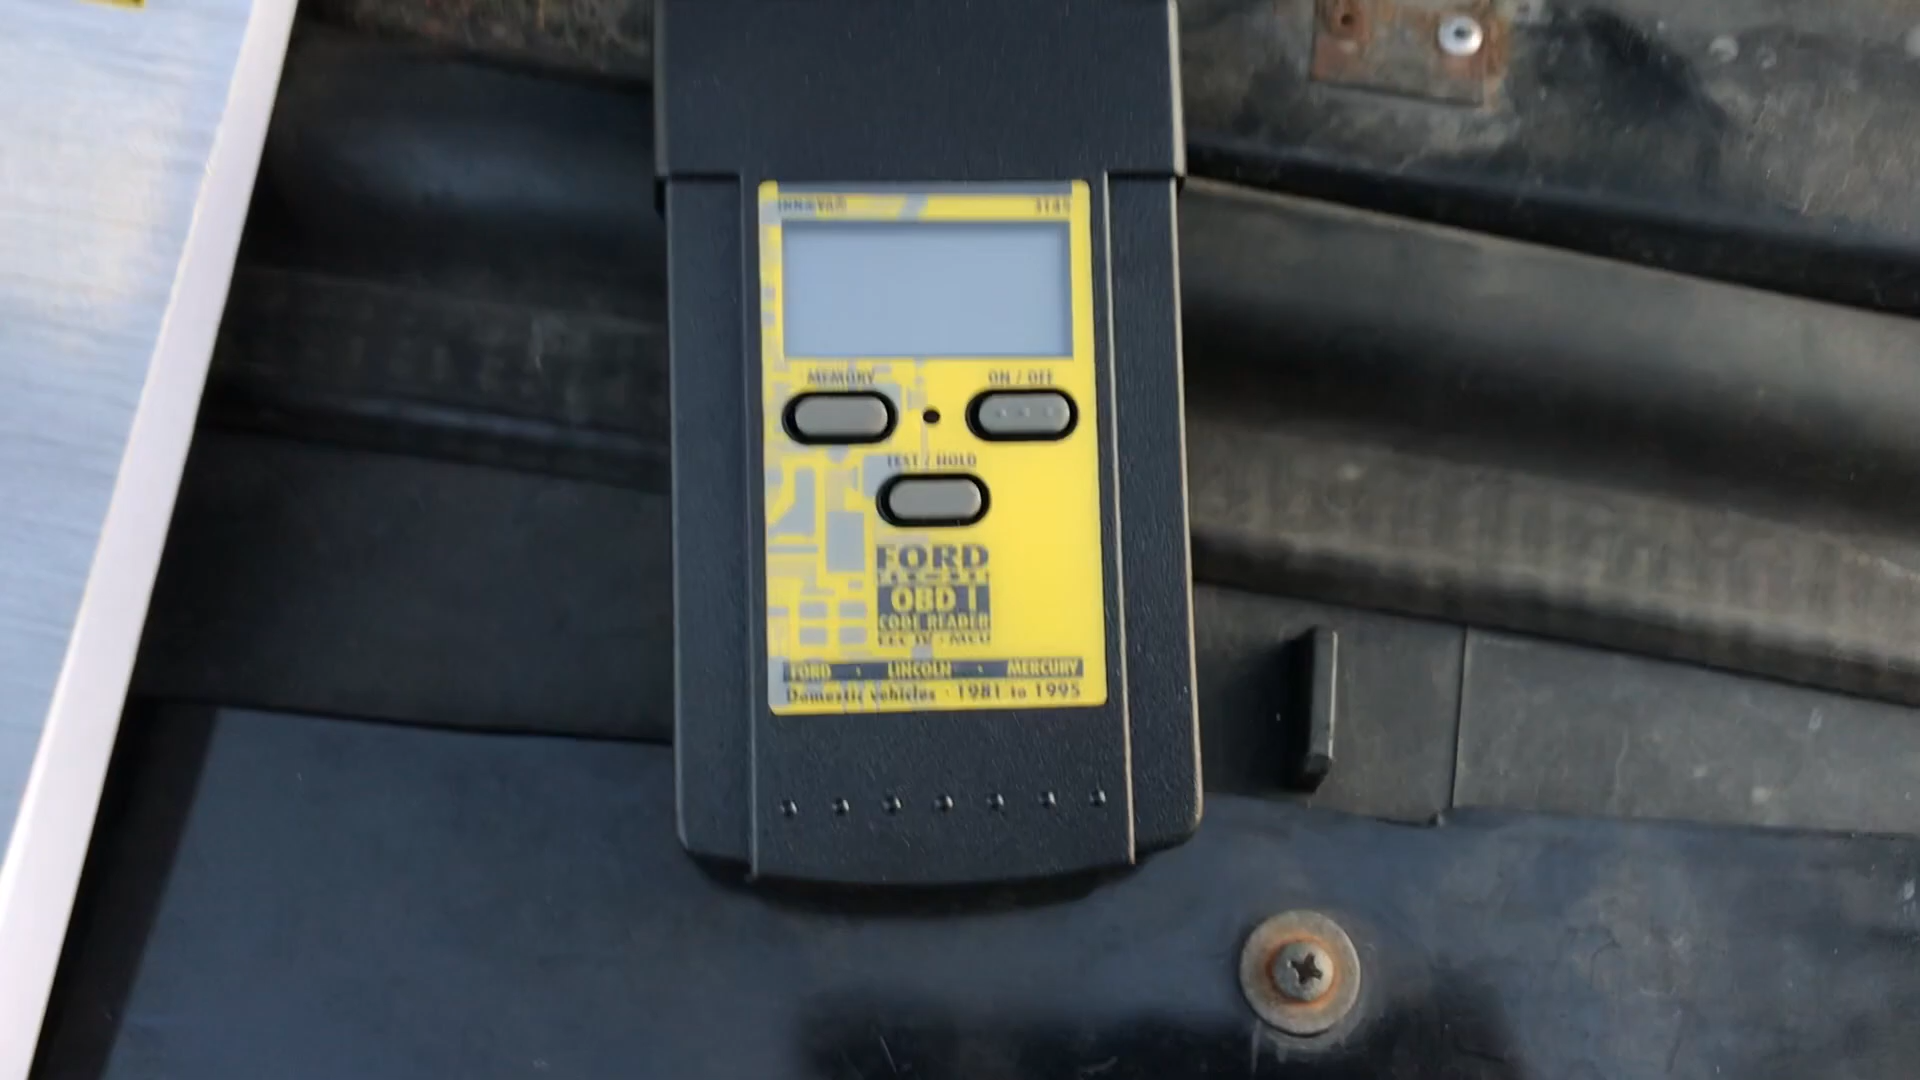 INNOVA 3145
MEMORY ON / OFF
TEST / HOLD
FORD
OBD I
CODE READER
EEC IV - MCU
FORD · LINCOLN · MERCURY
Domestic vehicles · 1981 to 1995